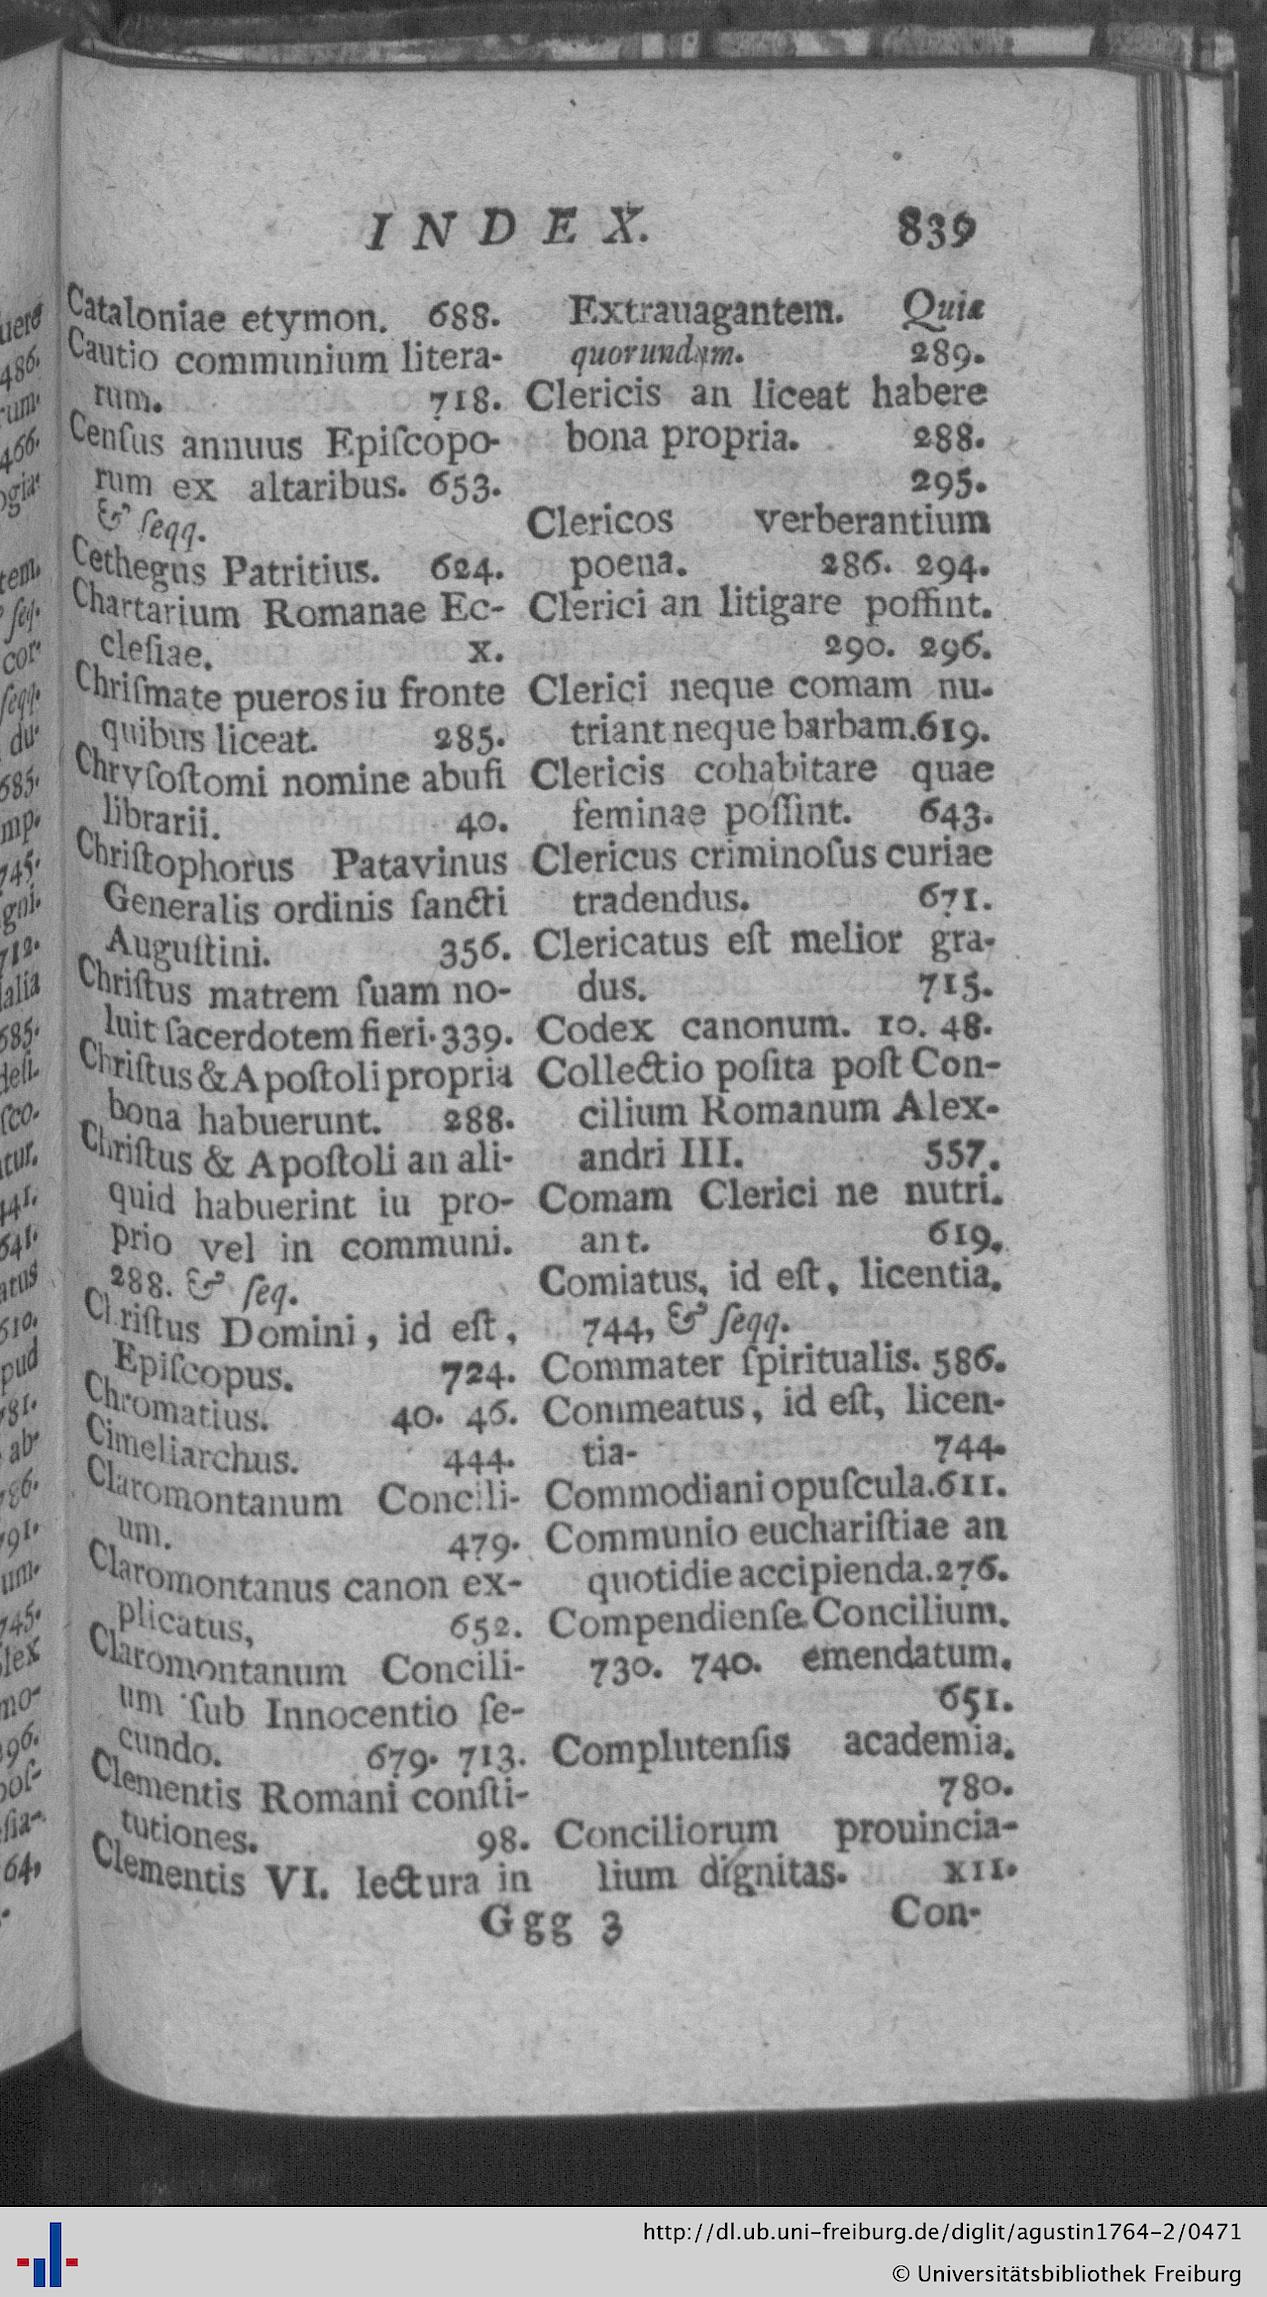 INDEX. 839
Cataloniae etymon. 688.
Cautio communium litera-
rum. 718.
Cenſus annuus Epiſcopo-
rum ex altaribus. 653.
& ſeqq.
Cethegus Patritius. 624.
Chartarium Romanae Ec-
cleſiae. x.
Chriſmate pueros iu fronte
quibus liceat. 285.
Chryſoſtomi nomine abuſi
librarii. 40.
Chriſtophorus Patavinus
Generalis ordinis ſancti
Auguſtini. 356.
Chriſtus matrem ſuam no-
luit ſacerdotem fieri. 339.
Chriſtus & Apoſtoli propria
bona habuerunt. 288.
Chriſtus & Apoſtoli an ali-
quid habuerint iu pro-
prio vel in communi.
288. & ſeq.
Chriſtus Domini, id eſt,
Epiſcopus. 724.
Chromatius. 40. 46.
Cimeliarchus. 444.
Claromontanum Concili-
um. 479.
Claromontanus canon ex-
plicatus, 652.
Claromontanum Concili-
um ſub Innocentio ſe-
cundo. 679. 713.
Clementis Romani conſti-
tutiones. 98.
Clementis VI. lectura in
Extrauagantem. Quia
quorundam. 289.
Clericis an liceat habere
bona propria. 288.
295.
Clericos verberantium
poena. 286. 294.
Clerici an litigare poſſint.
290. 296.
Clerici neque comam nu-
triant neque barbam. 619.
Clericis cohabitare quae
feminae poſſint. 643.
Clericus criminoſus curiae
tradendus. 671.
Clericatus eſt melior gra-
dus. 715.
Codex canonum. 10. 48.
Collectio poſita poſt Con-
cilium Romanum Alex-
andri III. 557.
Comam Clerici ne nutri-
ant. 619.
Comiatus, id eſt, licentia.
744, & ſeqq.
Commater ſpiritualis. 586.
Commeatus, id eſt, licen-
tia- 744.
Commodiani opuſcula. 611.
Communio euchariſtiae an
quotidie accipienda. 276.
Compendienſe Concilium.
730. 740. emendatum.
651.
Complutenſis academia.
780.
Conciliorum prouincia-
lium dignitas. XII.
Ggg 3 Con-
http://dl.ub.uni-freiburg.de/diglit/agustin1764-2/0471
© Universitätsbibliothek Freiburg